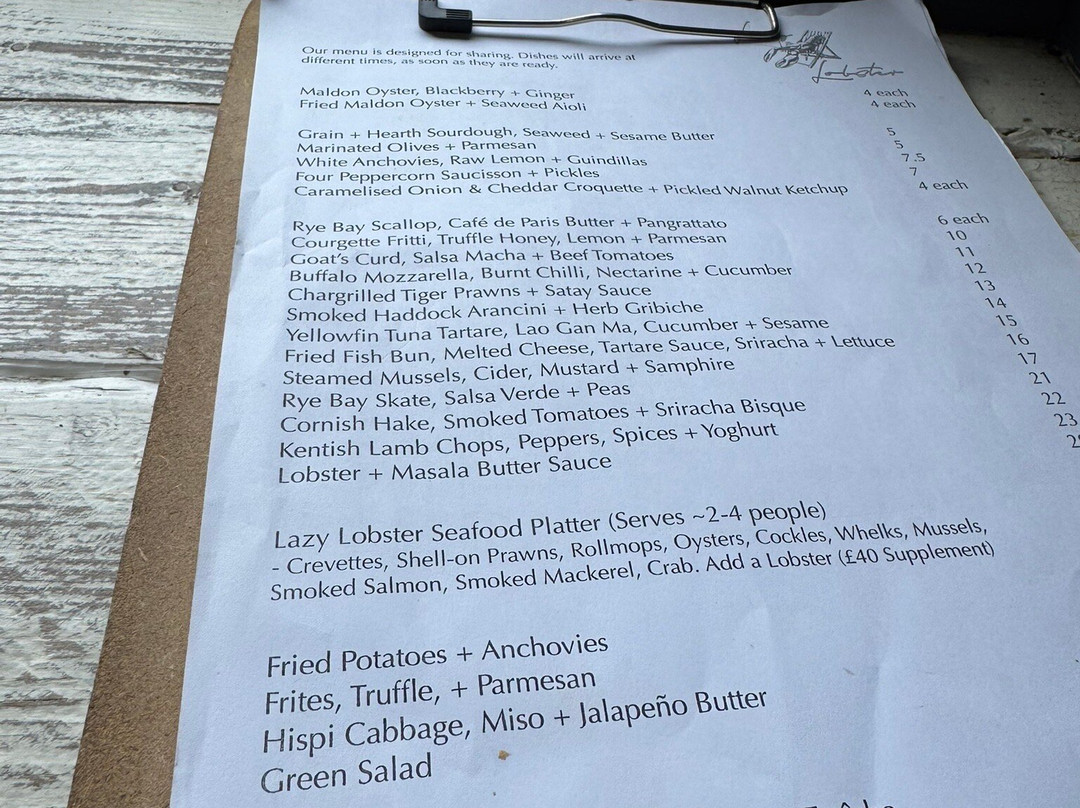 Lobster
Our menu is designed for sharing. Dishes will arrive at
different times, as soon as they are ready.
Maldon Oyster, Blackberry + Ginger 4 each
Fried Maldon Oyster + Seaweed Aioli 4 each
Grain + Hearth Sourdough, Seaweed + Sesame Butter 5
Marinated Olives + Parmesan 5
White Anchovies, Raw Lemon + Guindillas 7.5
Four Peppercorn Saucisson + Pickles 7
Caramelised Onion & Cheddar Croquette + Pickled Walnut Ketchup 4 each
Rye Bay Scallop, Café de Paris Butter + Pangrattato 6 each
Courgette Fritti, Truffle Honey, Lemon + Parmesan 10
Goat's Curd, Salsa Macha + Beef Tomatoes 11
Buffalo Mozzarella, Burnt Chilli, Nectarine + Cucumber 12
Chargrilled Tiger Prawns + Satay Sauce 13
Smoked Haddock Arancini + Herb Gribiche 14
Yellowfin Tuna Tartare, Lao Gan Ma, Cucumber + Sesame 15
Fried Fish Bun, Melted Cheese, Tartare Sauce, Sriracha + Lettuce 16
Steamed Mussels, Cider, Mustard + Samphire 17
Rye Bay Skate, Salsa Verde + Peas 21
Cornish Hake, Smoked Tomatoes + Sriracha Bisque 22
Kentish Lamb Chops, Peppers, Spices + Yoghurt 23
Lobster + Masala Butter Sauce
Lazy Lobster Seafood Platter (Serves ~2-4 people)
- Crevettes, Shell-on Prawns, Rollmops, Oysters, Cockles, Whelks, Mussels,
Smoked Salmon, Smoked Mackerel, Crab. Add a Lobster (£40 Supplement)
Fried Potatoes + Anchovies
Frites, Truffle, + Parmesan
Hispi Cabbage, Miso + Jalapeño Butter
Green Salad